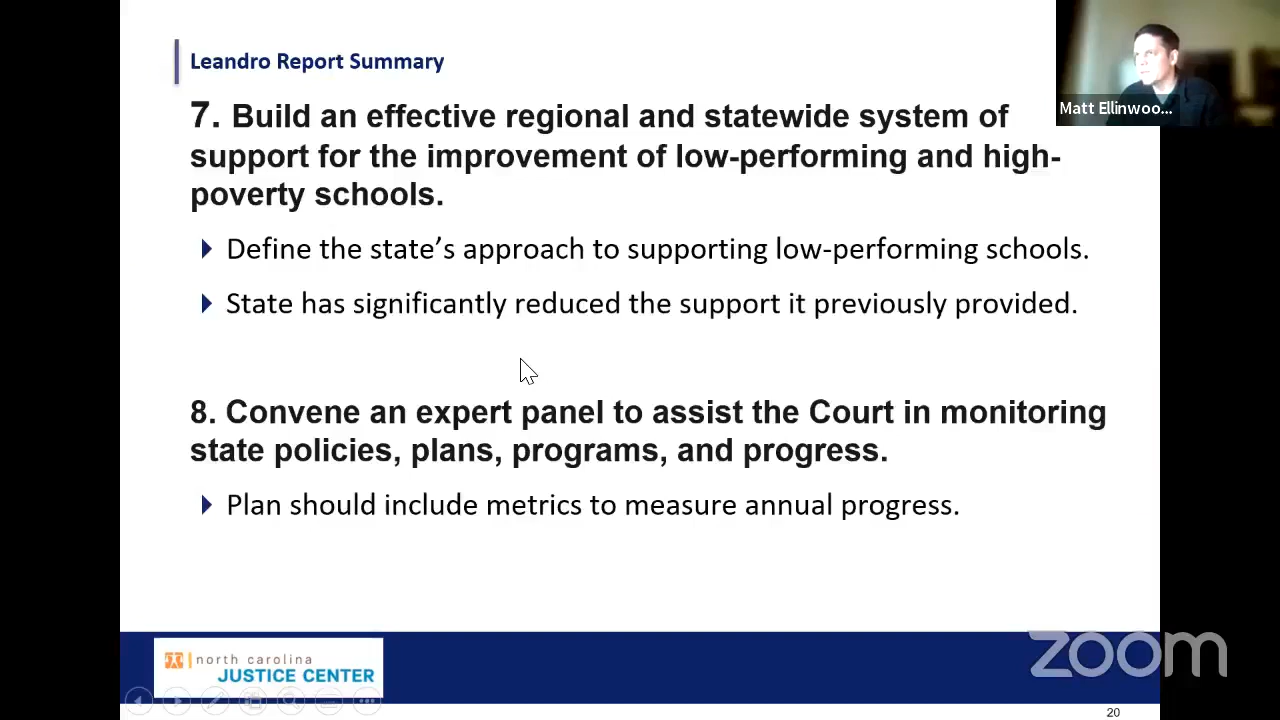 Leandro Report Summary
Matt Ellinwoo...
7. Build an effective regional and statewide system of
support for the improvement of low-performing and high-
poverty schools.
Define the state’s approach to supporting low-performing schools.
State has significantly reduced the support it previously provided.
8. Convene an expert panel to assist the Court in monitoring
state policies, plans, programs, and progress.
Plan should include metrics to measure annual progress.
north carolina
JUSTICE CENTER
zoom
20